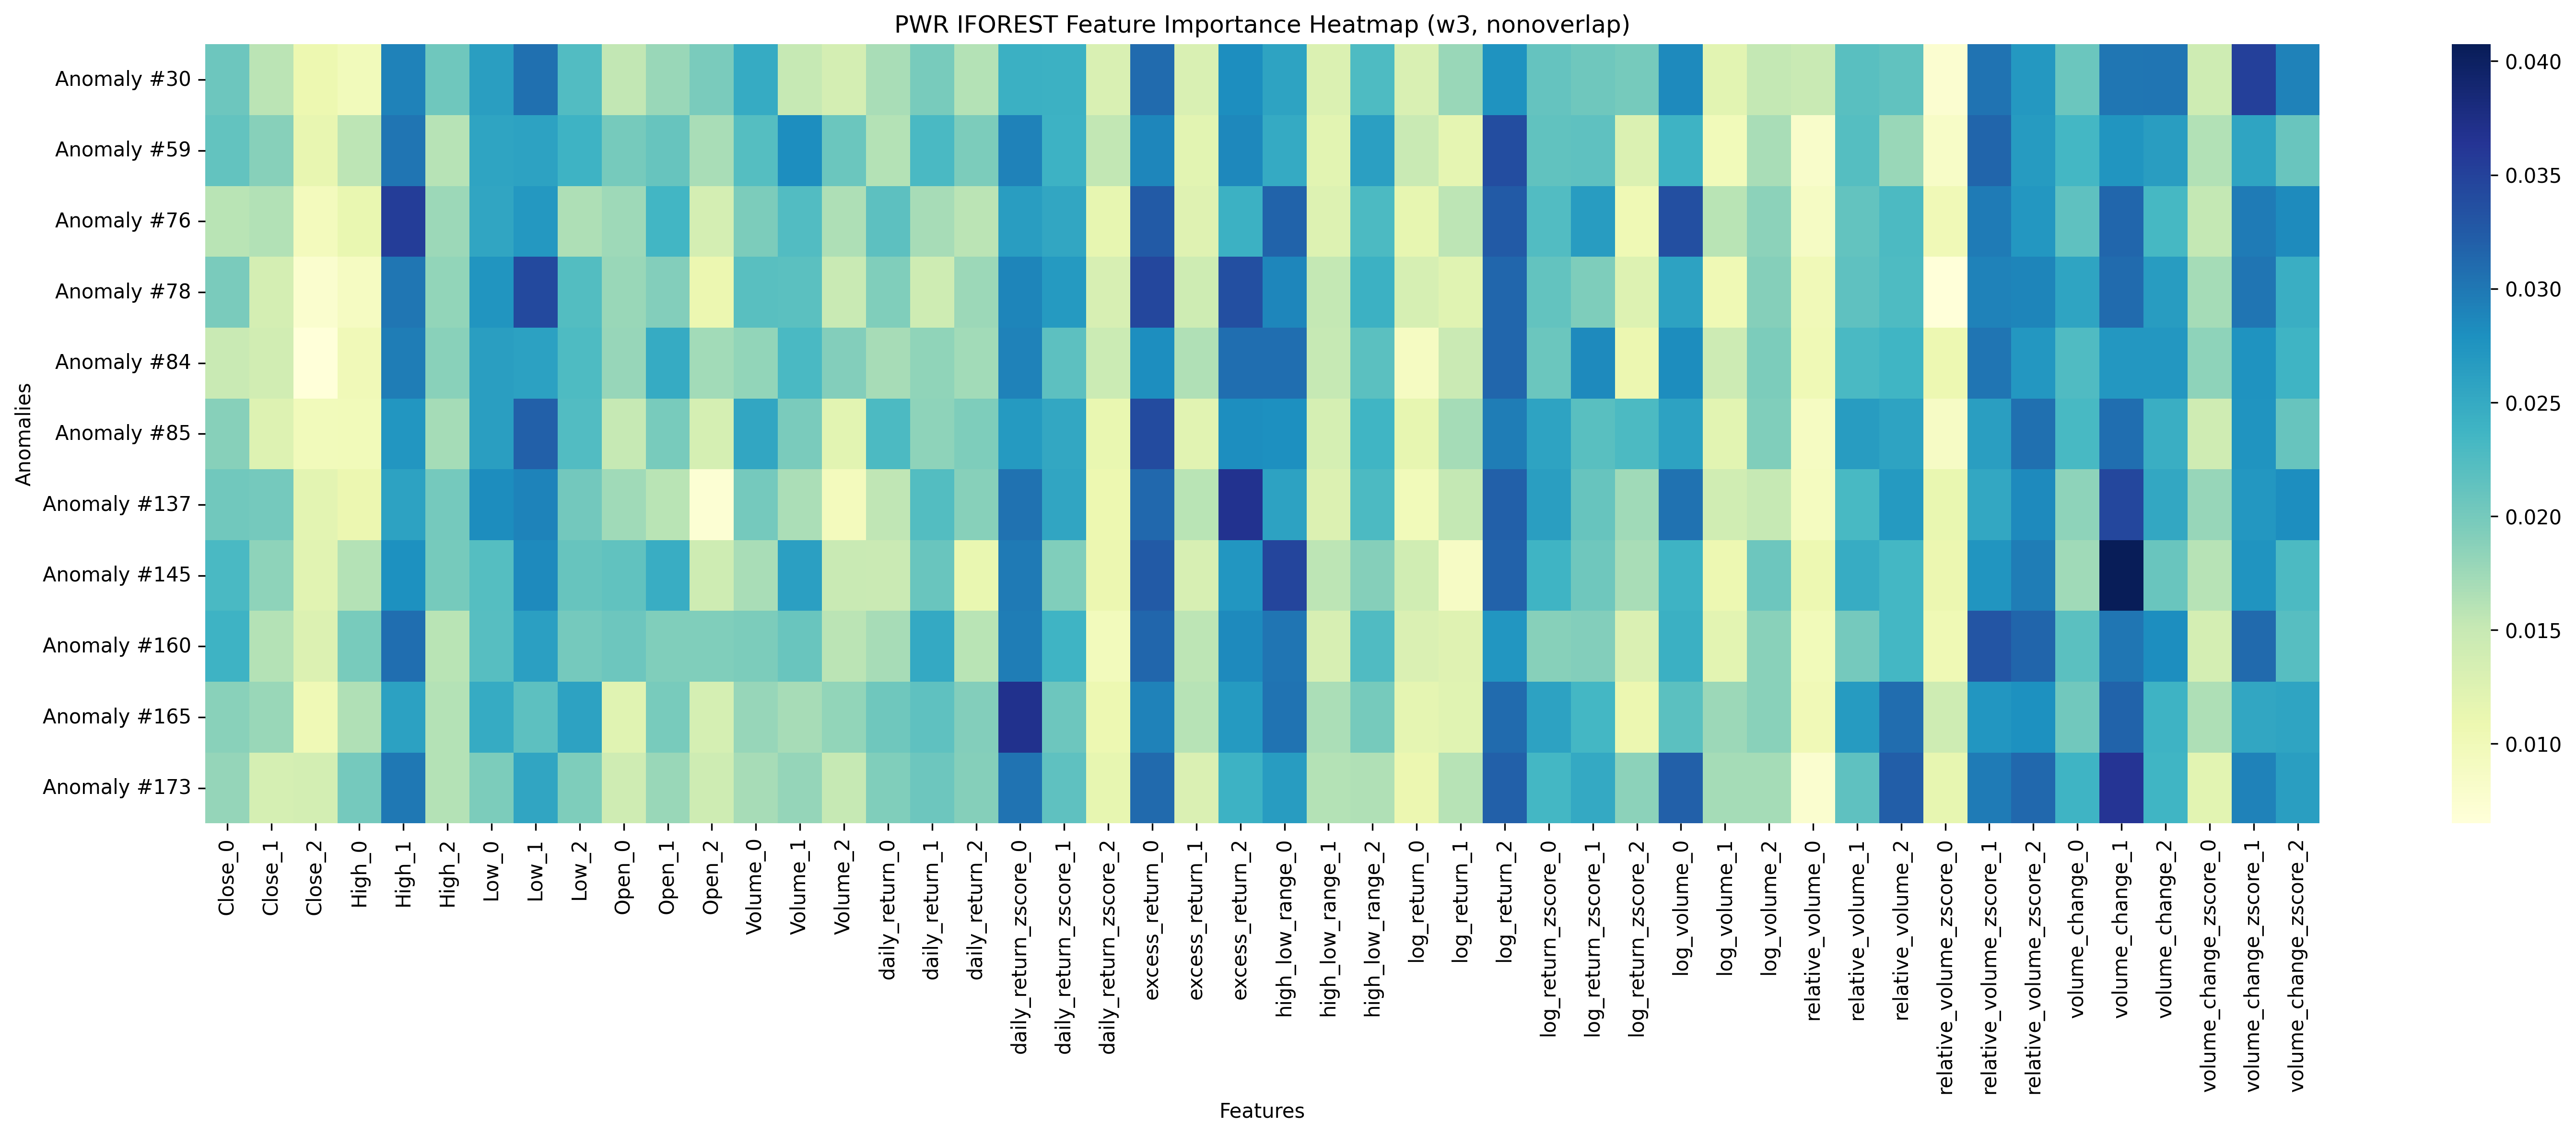 PWR IFOREST Feature Importance Heatmap (w3, nonoverlap)
Anomalies
Anomaly #30
Anomaly #59
Anomaly #76
Anomaly #78
Anomaly #84
Anomaly #85
Anomaly #137
Anomaly #145
Anomaly #160
Anomaly #165
Anomaly #173
Close_0
Close_1
Close_2
High_0
High_1
High_2
Low_0
Low_1
Low_2
Open_0
Open_1
Open_2
Volume_0
Volume_1
Volume_2
daily_return_0
daily_return_1
daily_return_2
daily_return_zscore_0
daily_return_zscore_1
daily_return_zscore_2
excess_return_0
excess_return_1
excess_return_2
high_low_range_0
high_low_range_1
high_low_range_2
log_return_0
log_return_1
log_return_2
log_return_zscore_0
log_return_zscore_1
log_return_zscore_2
log_volume_0
log_volume_1
log_volume_2
relative_volume_0
relative_volume_1
relative_volume_2
relative_volume_zscore_0
relative_volume_zscore_1
relative_volume_zscore_2
volume_change_0
volume_change_1
volume_change_2
volume_change_zscore_0
volume_change_zscore_1
volume_change_zscore_2
Features
0.040
0.035
0.030
0.025
0.020
0.015
0.010